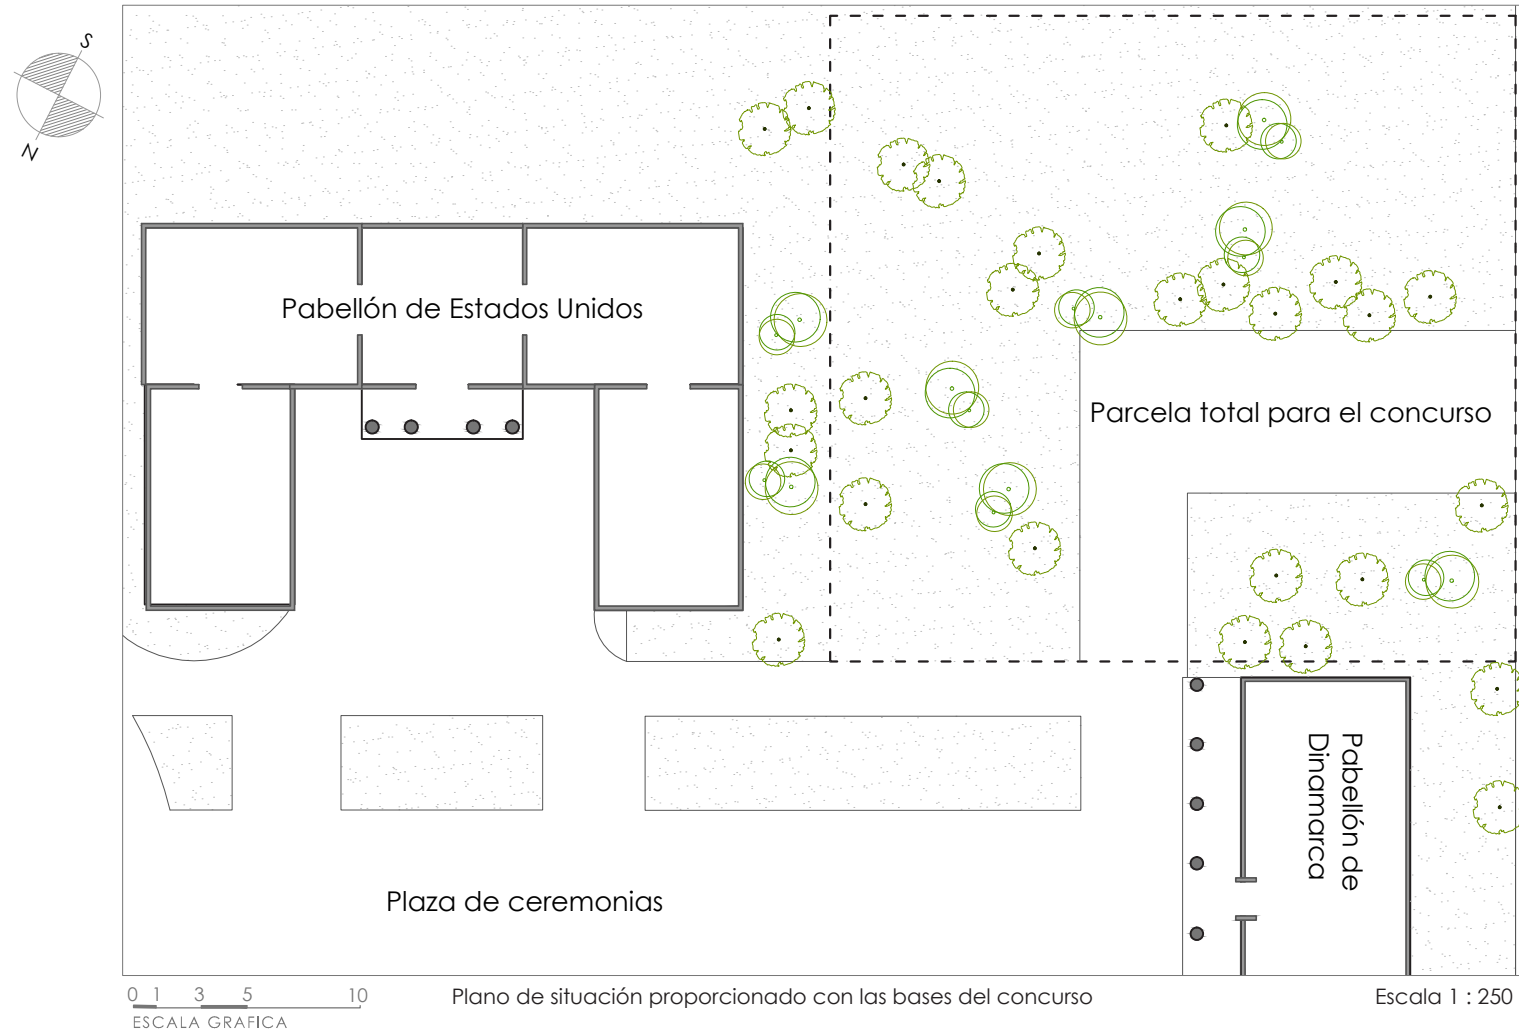 S
N
Pabellón de Estados Unidos
Parcela total para el concurso
Pabellón de
Dinamarca
Plaza de ceremonias
0 1 3 5 10
ESCALA GRAFICA
Plano de situación proporcionado con las bases del concurso
Escala 1 : 250